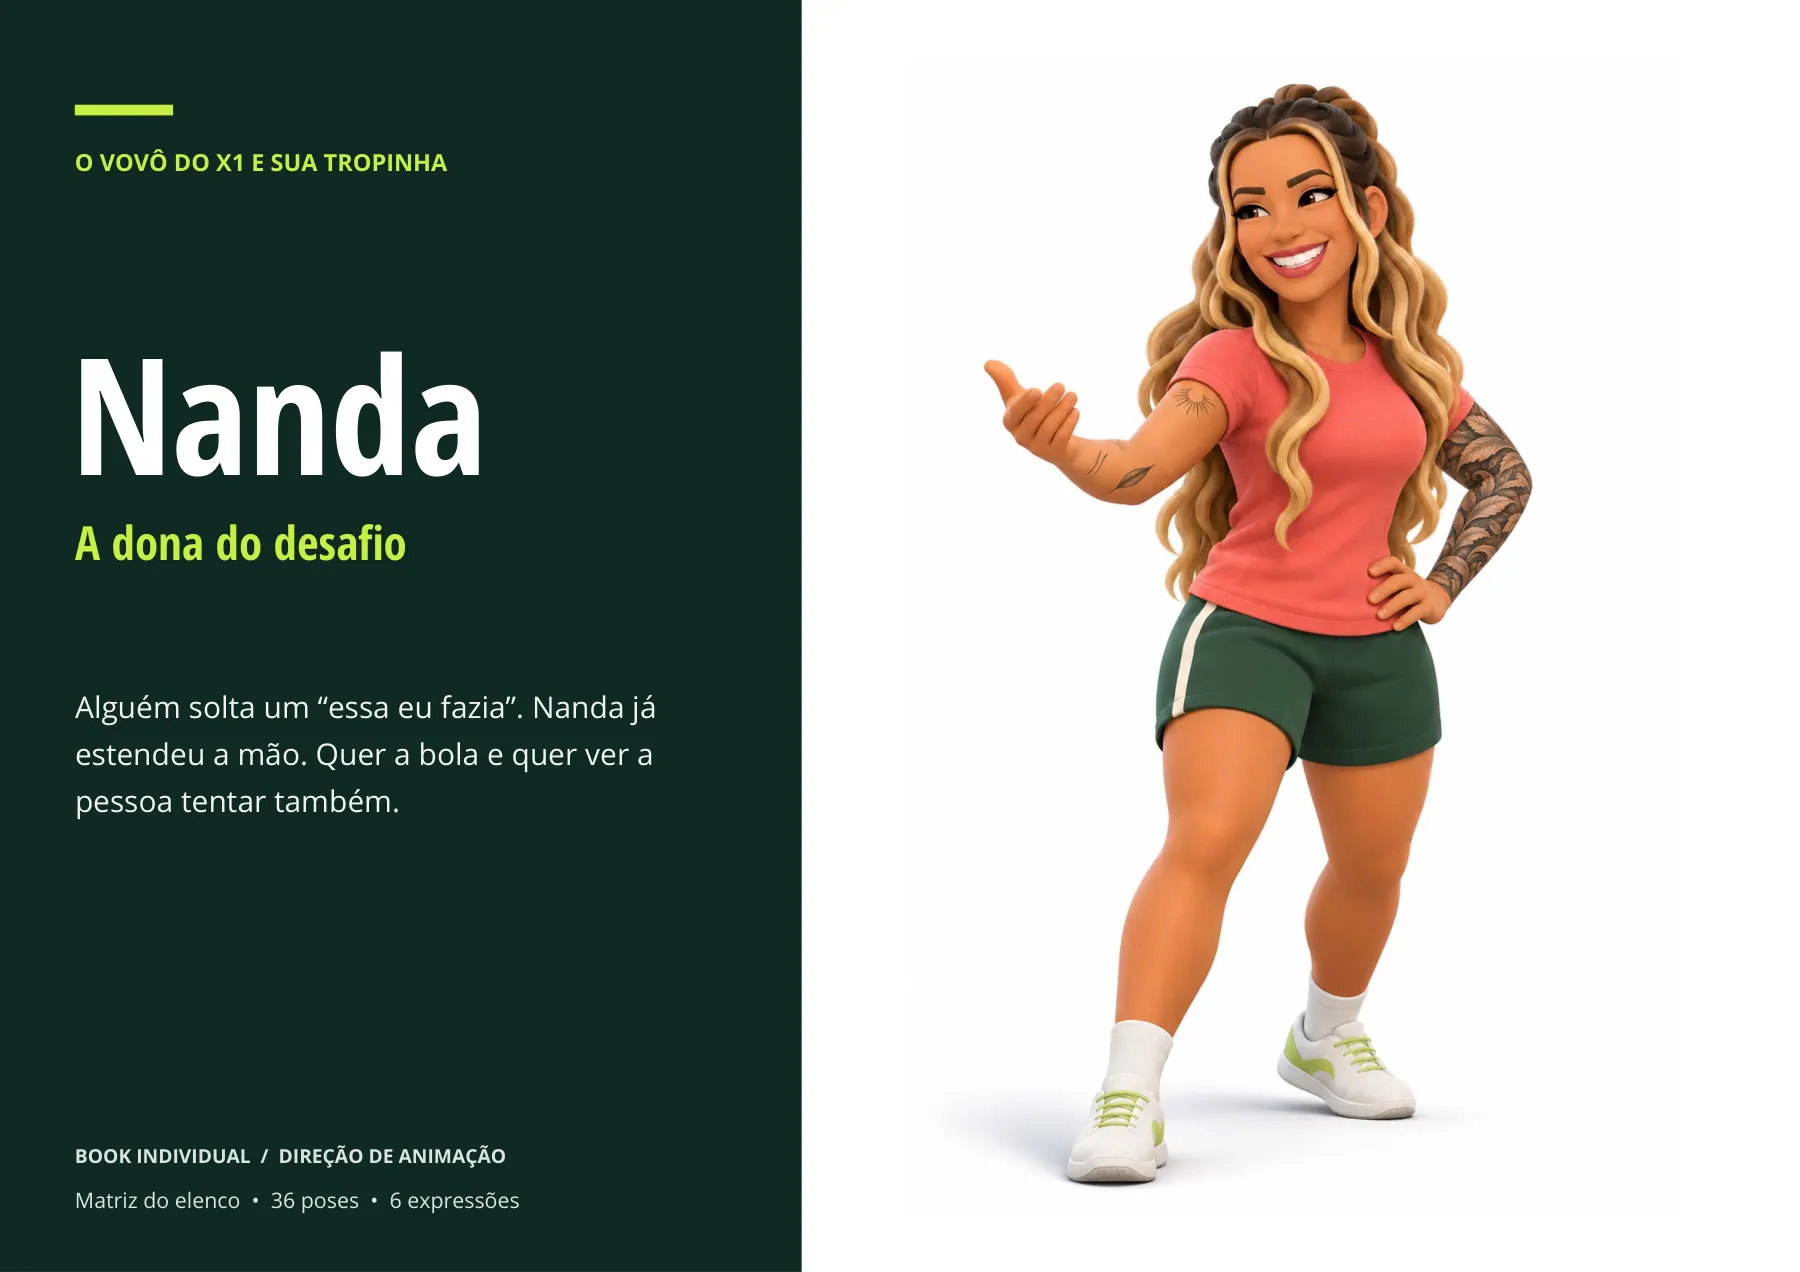 O VOVÔ DO X1 E SUA TROPINHA
Nanda
A dona do desafio
Alguém solta um “essa eu fazia”. Nanda já
estendeu a mão. Quer a bola e quer ver a
pessoa tentar também.
BOOK INDIVIDUAL / DIREÇÃO DE ANIMAÇÃO
Matriz do elenco • 36 poses • 6 expressões